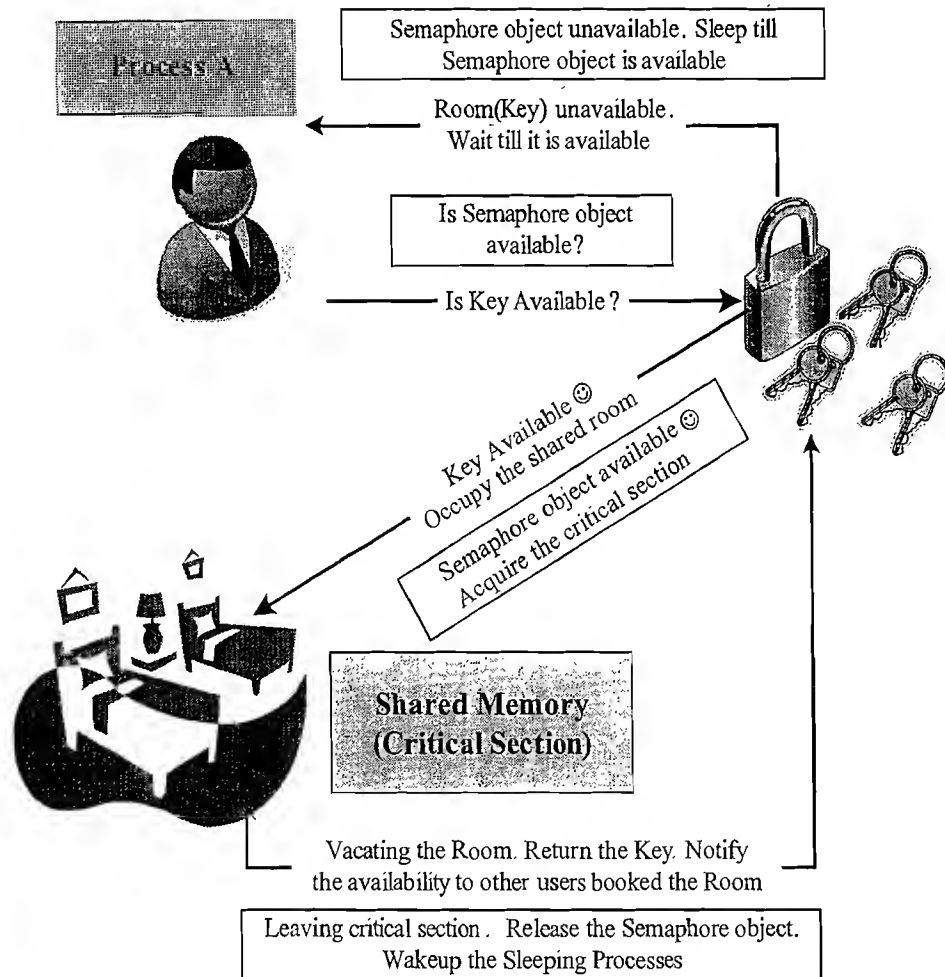 Process A
Semaphore object unavailable. Sleep till
Semaphore object is available
Room(Key) unavailable.
Wait till it is available
Is Semaphore object
available?
Is Key Available ?
Key Available ☺
Occupy the shared room
Semaphore object available ☺
Acquire the critical section
Shared Memory
(Critical Section)
Vacating the Room. Return the Key. Notify
the availability to other users booked the Room
Leaving critical section. Release the Semaphore object.
Wakeup the Sleeping Processes